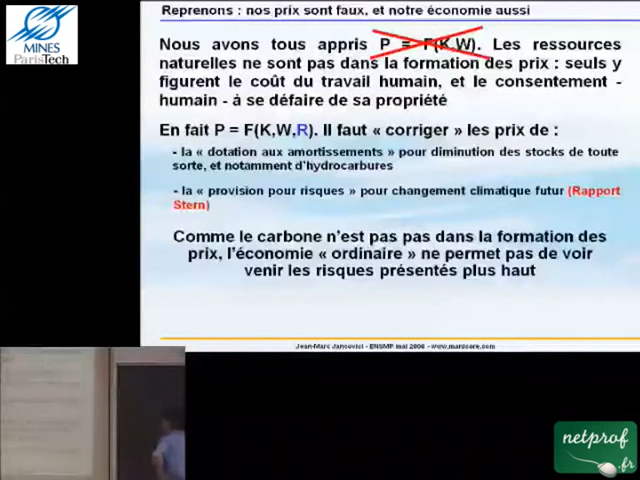 Reprenons : nos prix sont faux, et notre économie aussi
MINES
ParisTech
Nous avons tous appris P = F(K,W). Les ressources
naturelles ne sont pas dans la formation des prix : seuls y
figurent le coût du travail humain, et le consentement -
humain - à se défaire de sa propriété
En fait P = F(K,W,R). Il faut « corriger » les prix de :
- la « dotation aux amortissements » pour diminution des stocks de toute
sorte, et notamment d'hydrocarbures
- la « provision pour risques » pour changement climatique futur (Rapport
Stern)
Comme le carbone n'est pas pas dans la formation des
prix, l'économie « ordinaire » ne permet pas de voir
venir les risques présentés plus haut
Jean-Marc Jancovici - ENSMP mai 2008 - www.manicore.com
netprof
.fr